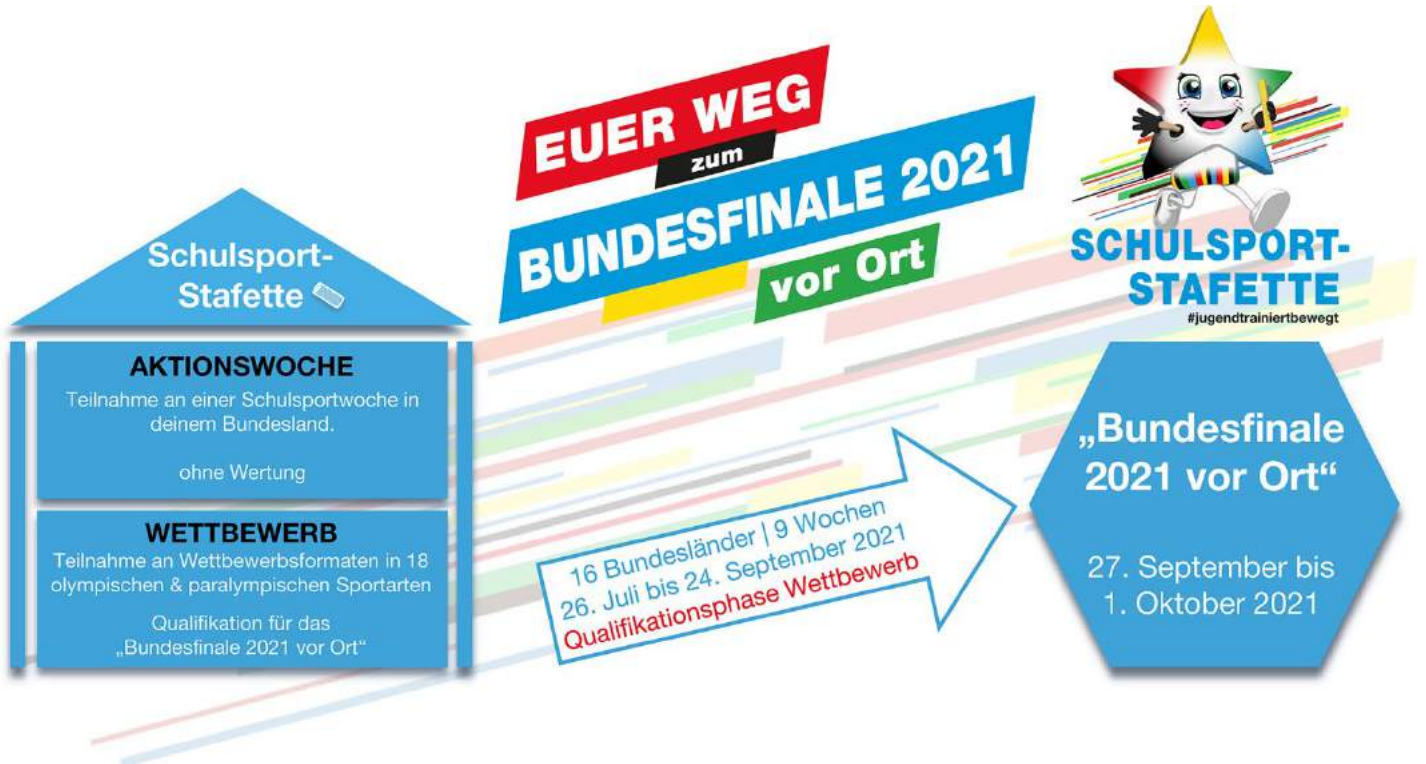 EUER WEG
zum
BUNDESFINALE 2021
vor Ort
SCHULSPORT-
STAFETTE
#jugendtrainiertbewegt
Schulsport-
Stafette
AKTIONSWOCHE
Teilnahme an einer Schulsportwoche in
deinem Bundesland.
ohne Wertung
WETTBEWERB
Teilnahme an Wettbewerbsformaten in 18
olympischen & paralympischen Sportarten
Qualifikation für das
„Bundesfinale 2021 vor Ort“
16 Bundesländer | 9 Wochen
26. Juli bis 24. September 2021
Qualifikationsphase Wettbewerb
„Bundesfinale
2021 vor Ort“
27. September bis
1. Oktober 2021